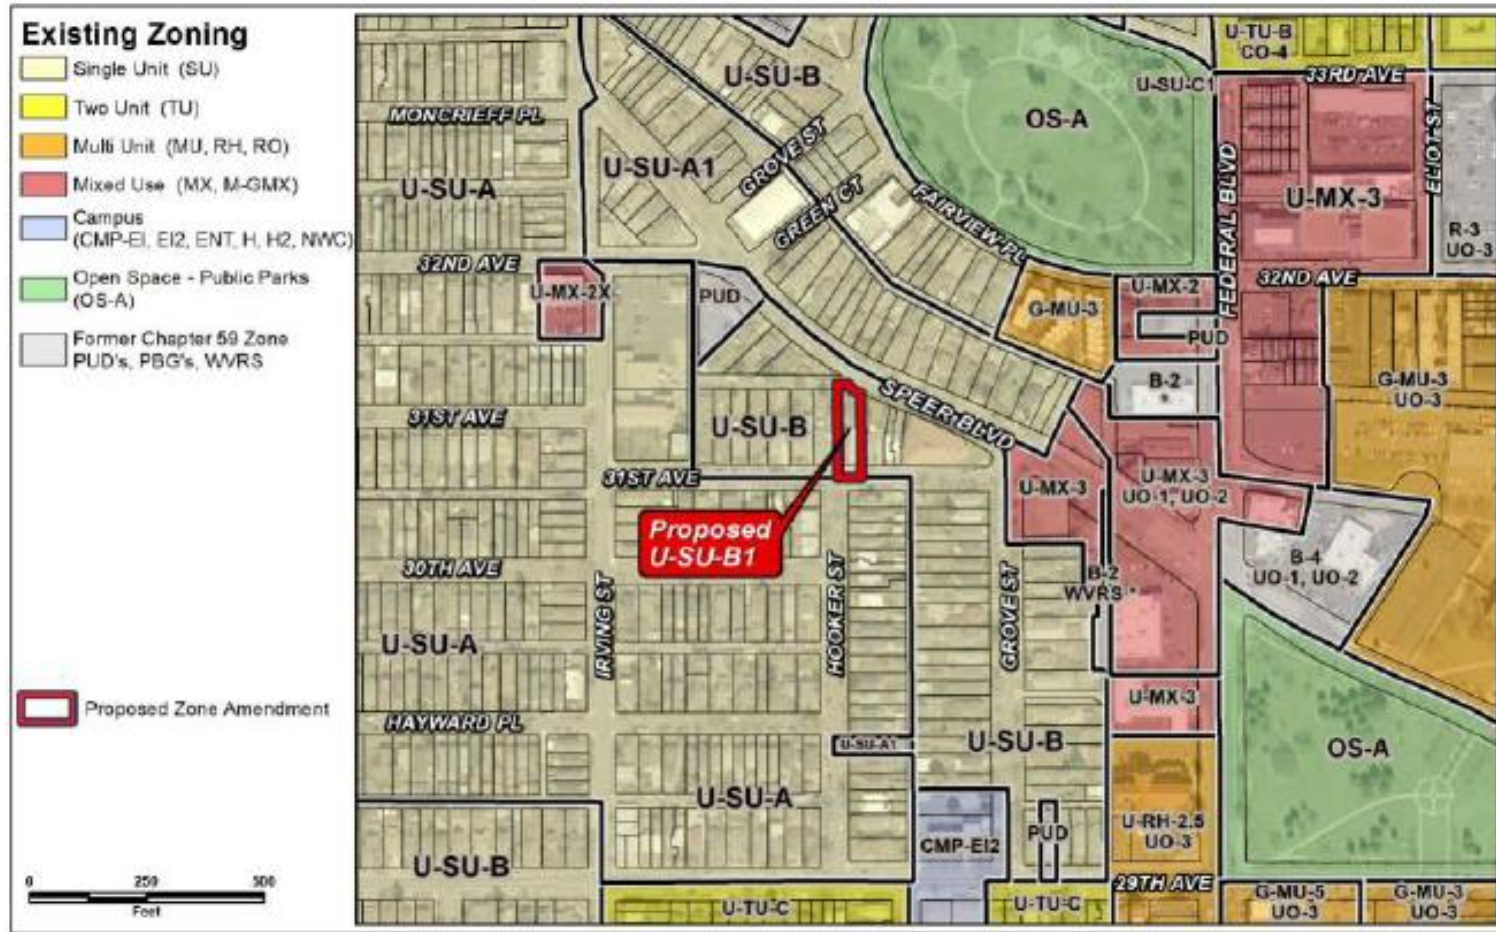 Existing Zoning
Single Unit (SU)
Two Unit (TU)
Multi Unit (MU, RH, RO)
Mixed Use (MX, M-GMX)
Campus
(CMP-EI, EI2, ENT, H, H2, NWC)
Open Space - Public Parks
(OS-A)
Former Chapter 59 Zone
PUD's, PBG's, WVRS
Proposed Zone Amendment
0 250 500
Feet
U-TU-B
CO-4
33RD AVE
U-SU-B
U-SU-C1
OS-A
MONCRIEFF PL
GROVE ST
U-SU-A1
U-SU-A
GREEN CT
FAIRVIEW PL
FEDERAL BLVD
ELIOT ST
U-MX-3
R-3
UO-3
32ND AVE
32ND AVE
U-MX-2X
PUD
G-MU-3
U-MX-2
PUD
B-2
G-MU-3
UO-3
SPEER BLVD
31ST AVE
U-SU-B
31ST AVE
U-MX-3
U-MX-3
UO-1, UO-2
Proposed
U-SU-B1
B-4
UO-1, UO-2
30TH AVE
B-2
WVRS
IRVING ST
HOOKER ST
GROVE ST
U-SU-A
U-MX-3
HAYWARD PL
U-SU-A1
U-SU-B
OS-A
U-SU-A
U-RH-2.5
UO-3
PUD
CMP-EI2
U-SU-B
29TH AVE
U-TU-C
U-TU-C
G-MU-5
UO-3
G-MU-3
UO-3